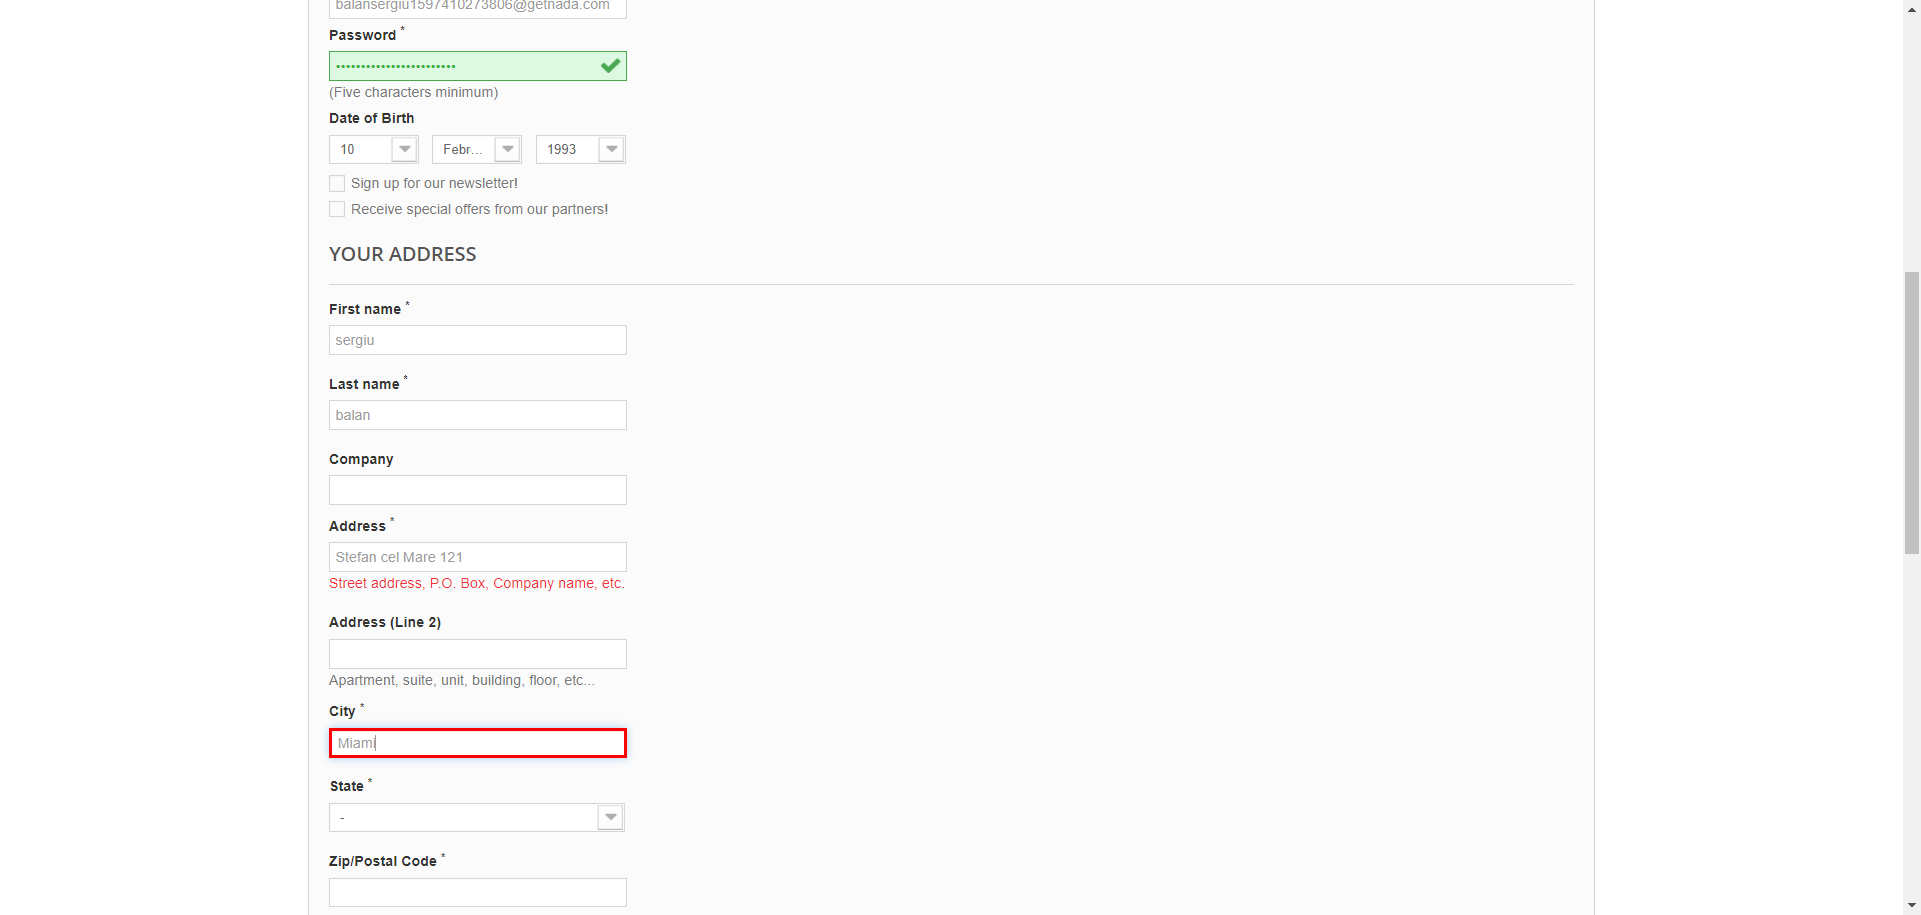 balansergiu1597410273806@getnada.com
Password *
••••••••••••••••••••••••
(Five characters minimum)
Date of Birth
10 Febr... 1993
Sign up for our newsletter!
Receive special offers from our partners!
YOUR ADDRESS
First name *
sergiu
Last name *
balan
Company
Address *
Stefan cel Mare 121
Street address, P.O. Box, Company name, etc.
Address (Line 2)
Apartment, suite, unit, building, floor, etc...
City *
Miami
State *
-
Zip/Postal Code *